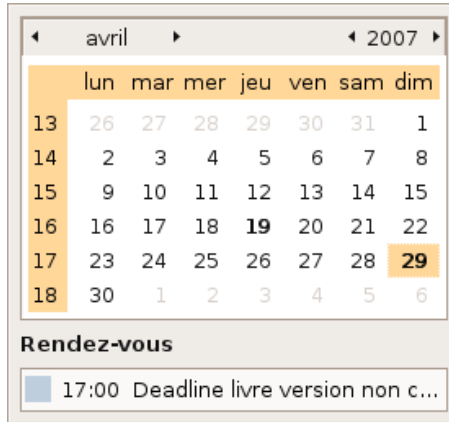 avril 2007
lun mar mer jeu ven sam dim
13 26 27 28 29 30 31 1
14 2 3 4 5 6 7 8
15 9 10 11 12 13 14 15
16 16 17 18 19 20 21 22
17 23 24 25 26 27 28 29
18 30 1 2 3 4 5 6
Rendez-vous
17:00 Deadline livre version non c...